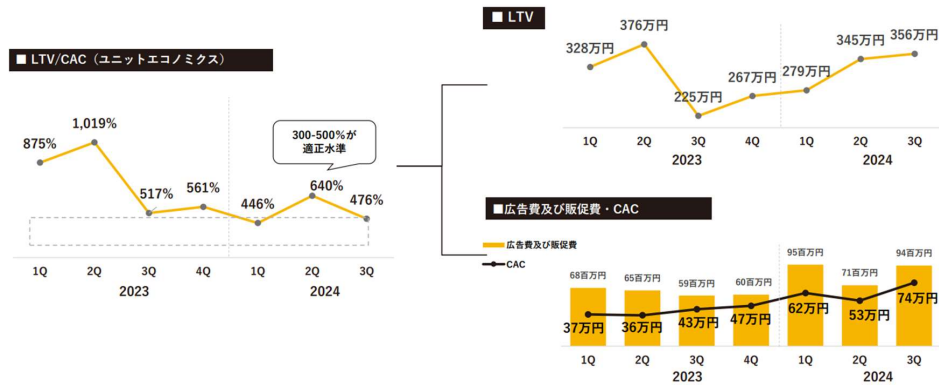 ■ LTV/CAC（ユニットエコノミクス）
875%
1,019%
517%
561%
446%
640%
476%
300-500%が
適正水準
1Q 2Q 3Q 4Q 1Q 2Q 3Q
2023 2024
■ LTV
328万円
376万円
225万円
267万円
279万円
345万円
356万円
1Q 2Q 3Q 4Q 1Q 2Q 3Q
2023 2024
■広告費及び販促費・CAC
広告費及び販促費
CAC
68百万円 65百万円 59百万円 60百万円 95百万円 71百万円 94百万円
37万円 36万円 43万円 47万円 62万円 53万円 74万円
1Q 2Q 3Q 4Q 1Q 2Q 3Q
2023 2024